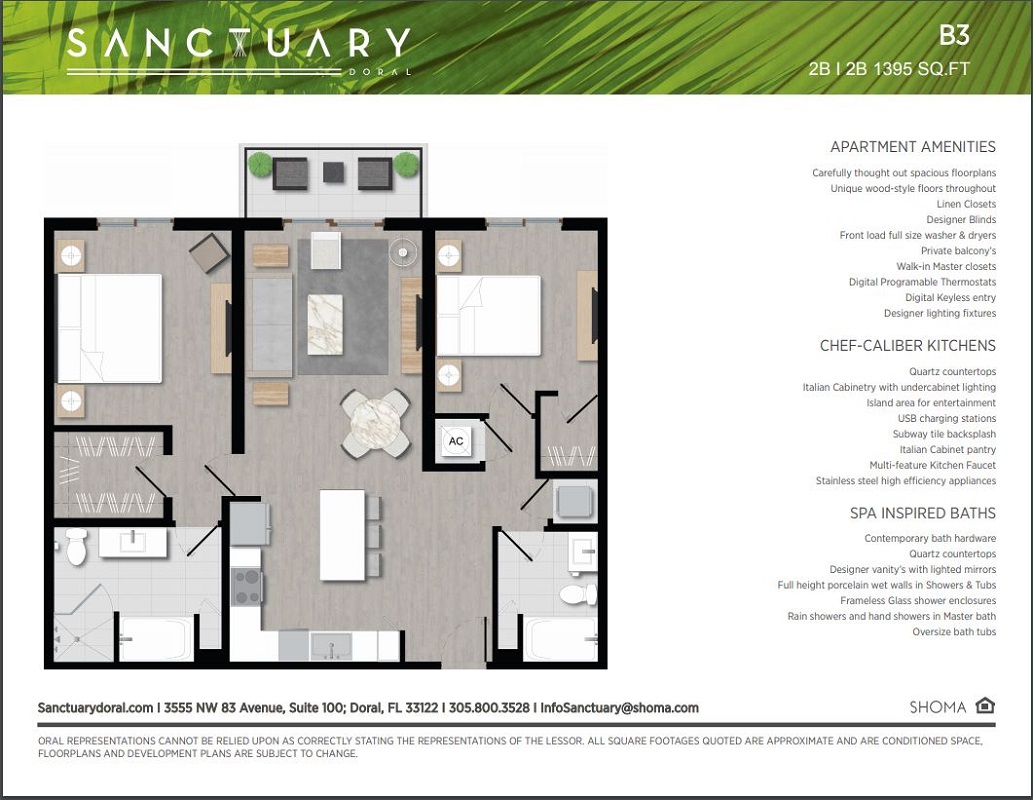 SANCTUARY
DORAL
B3
2B I 2B 1395 SQ.FT
APARTMENT AMENITIES
Carefully thought out spacious floorplans
Unique wood-style floors throughout
Linen Closets
Designer Blinds
Front load full size washer & dryers
Private balcony's
Walk-in Master closets
Digital Programable Thermostats
Digital Keyless entry
Designer lighting fixtures
CHEF-CALIBER KITCHENS
Quartz countertops
Italian Cabinetry with undercabinet lighting
Island area for entertainment
USB charging stations
Subway tile backsplash
Italian Cabinet pantry
Multi-feature Kitchen Faucet
Stainless steel high efficiency appliances
SPA INSPIRED BATHS
Contemporary bath hardware
Quartz countertops
Designer vanity's with lighted mirrors
Full height porcelain wet walls in Showers & Tubs
Frameless Glass shower enclosures
Rain showers and hand showers in Master bath
Oversize bath tubs
AC
Sanctuarydoral.com I 3555 NW 83 Avenue, Suite 100; Doral, FL 33122 I 305.800.3528 I InfoSanctuary@shoma.com
SHOMA
ORAL REPRESENTATIONS CANNOT BE RELIED UPON AS CORRECTLY STATING THE REPRESENTATIONS OF THE LESSOR. ALL SQUARE FOOTAGES QUOTED ARE APPROXIMATE AND ARE CONDITIONED SPACE,
FLOORPLANS AND DEVELOPMENT PLANS ARE SUBJECT TO CHANGE.